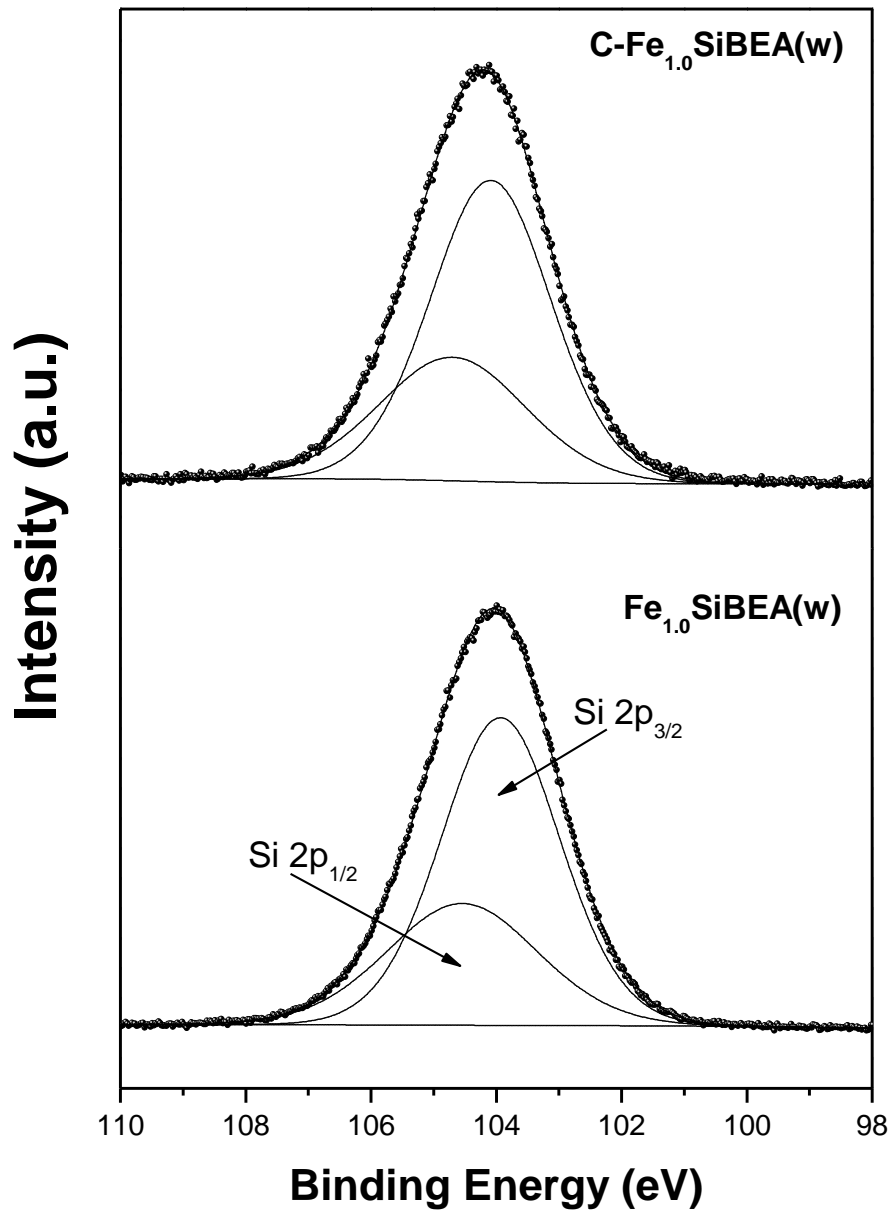 C-Fe1.0SiBEA(w)
Intensity (a.u.)
Fe1.0SiBEA(w)
Si 2p3/2
Si 2p1/2
110 108 106 104 102 100 98
Binding Energy (eV)